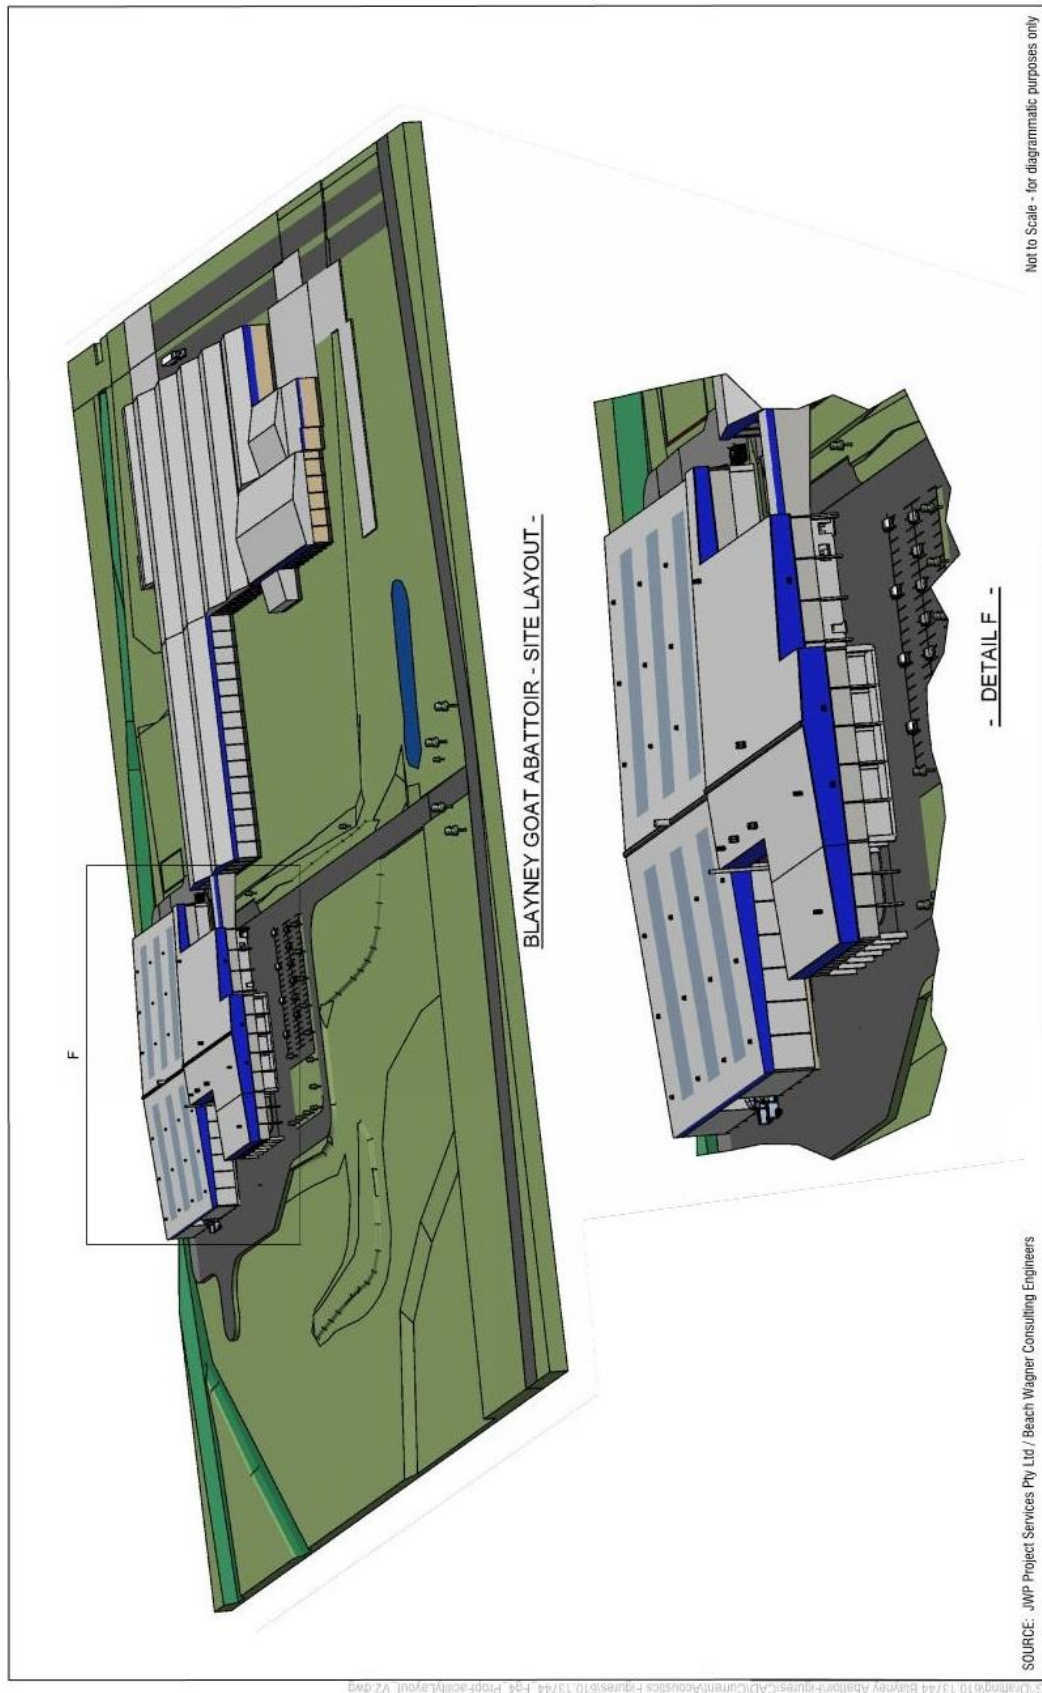 F
BLAYNEY GOAT ABATTOIR - SITE LAYOUT -
- DETAIL F -
SOURCE: JWP Project Services Pty Ltd / Beach Wagner Consulting Engineers
Not to Scale - for diagrammatic purposes only